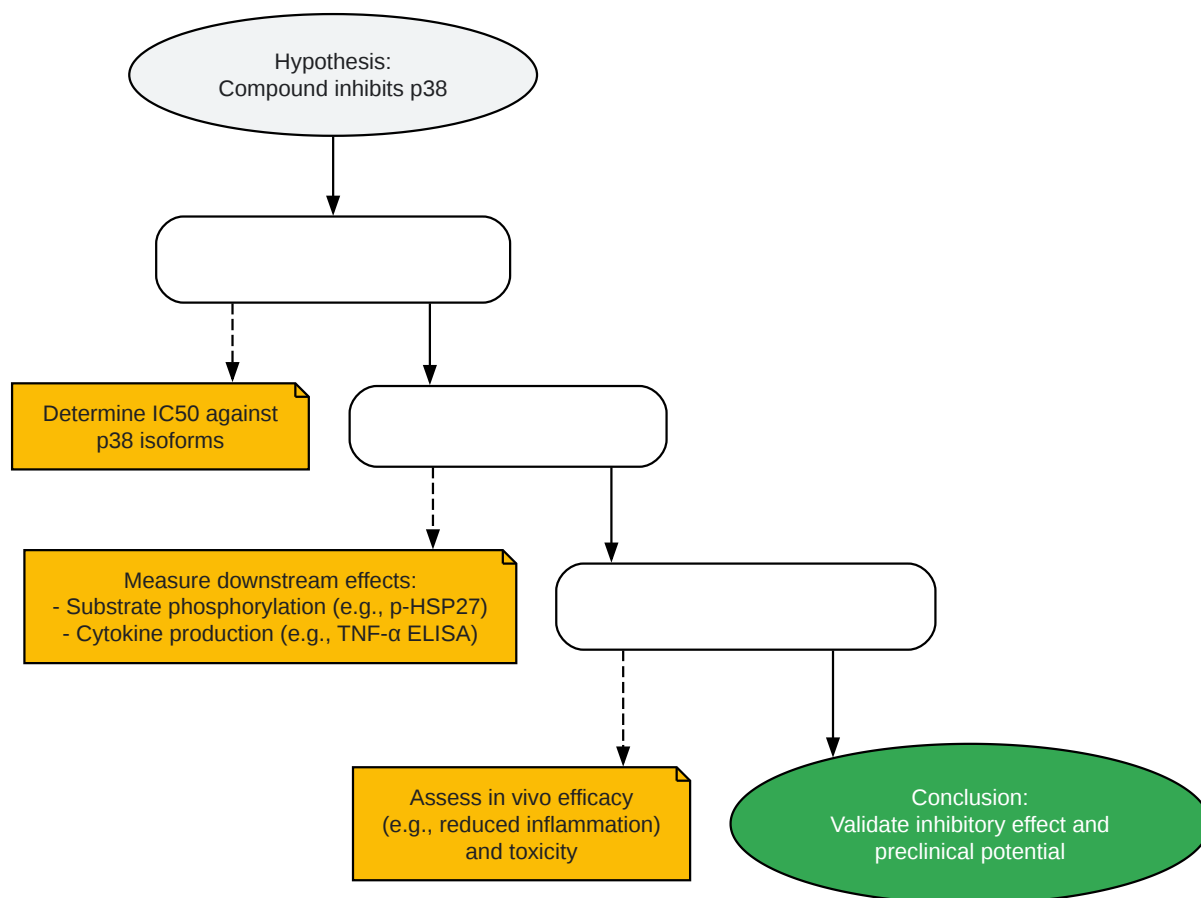 Hypothesis:
Compound inhibits p38
Determine IC50 against
p38 isoforms
Measure downstream effects:
- Substrate phosphorylation (e.g., p-HSP27)
- Cytokine production (e.g., TNF-α ELISA)
Assess in vivo efficacy
(e.g., reduced inflammation)
and toxicity
Conclusion:
Validate inhibitory effect and
preclinical potential